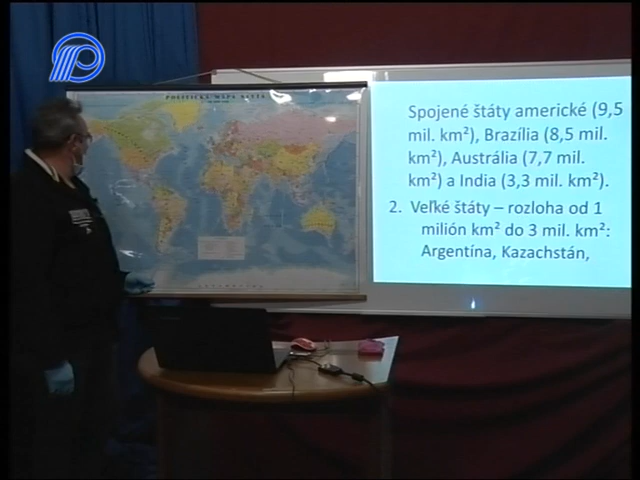 POLITICKÁ MAPA SVETA
Spojené štáty americké (9,5
mil. km²), Brazília (8,5 mil.
km²), Austrália (7,7 mil.
km²) a India (3,3 mil. km²).
2. Veľké štáty – rozloha od 1
milión km² do 3 mil. km²:
Argentína, Kazachstán,